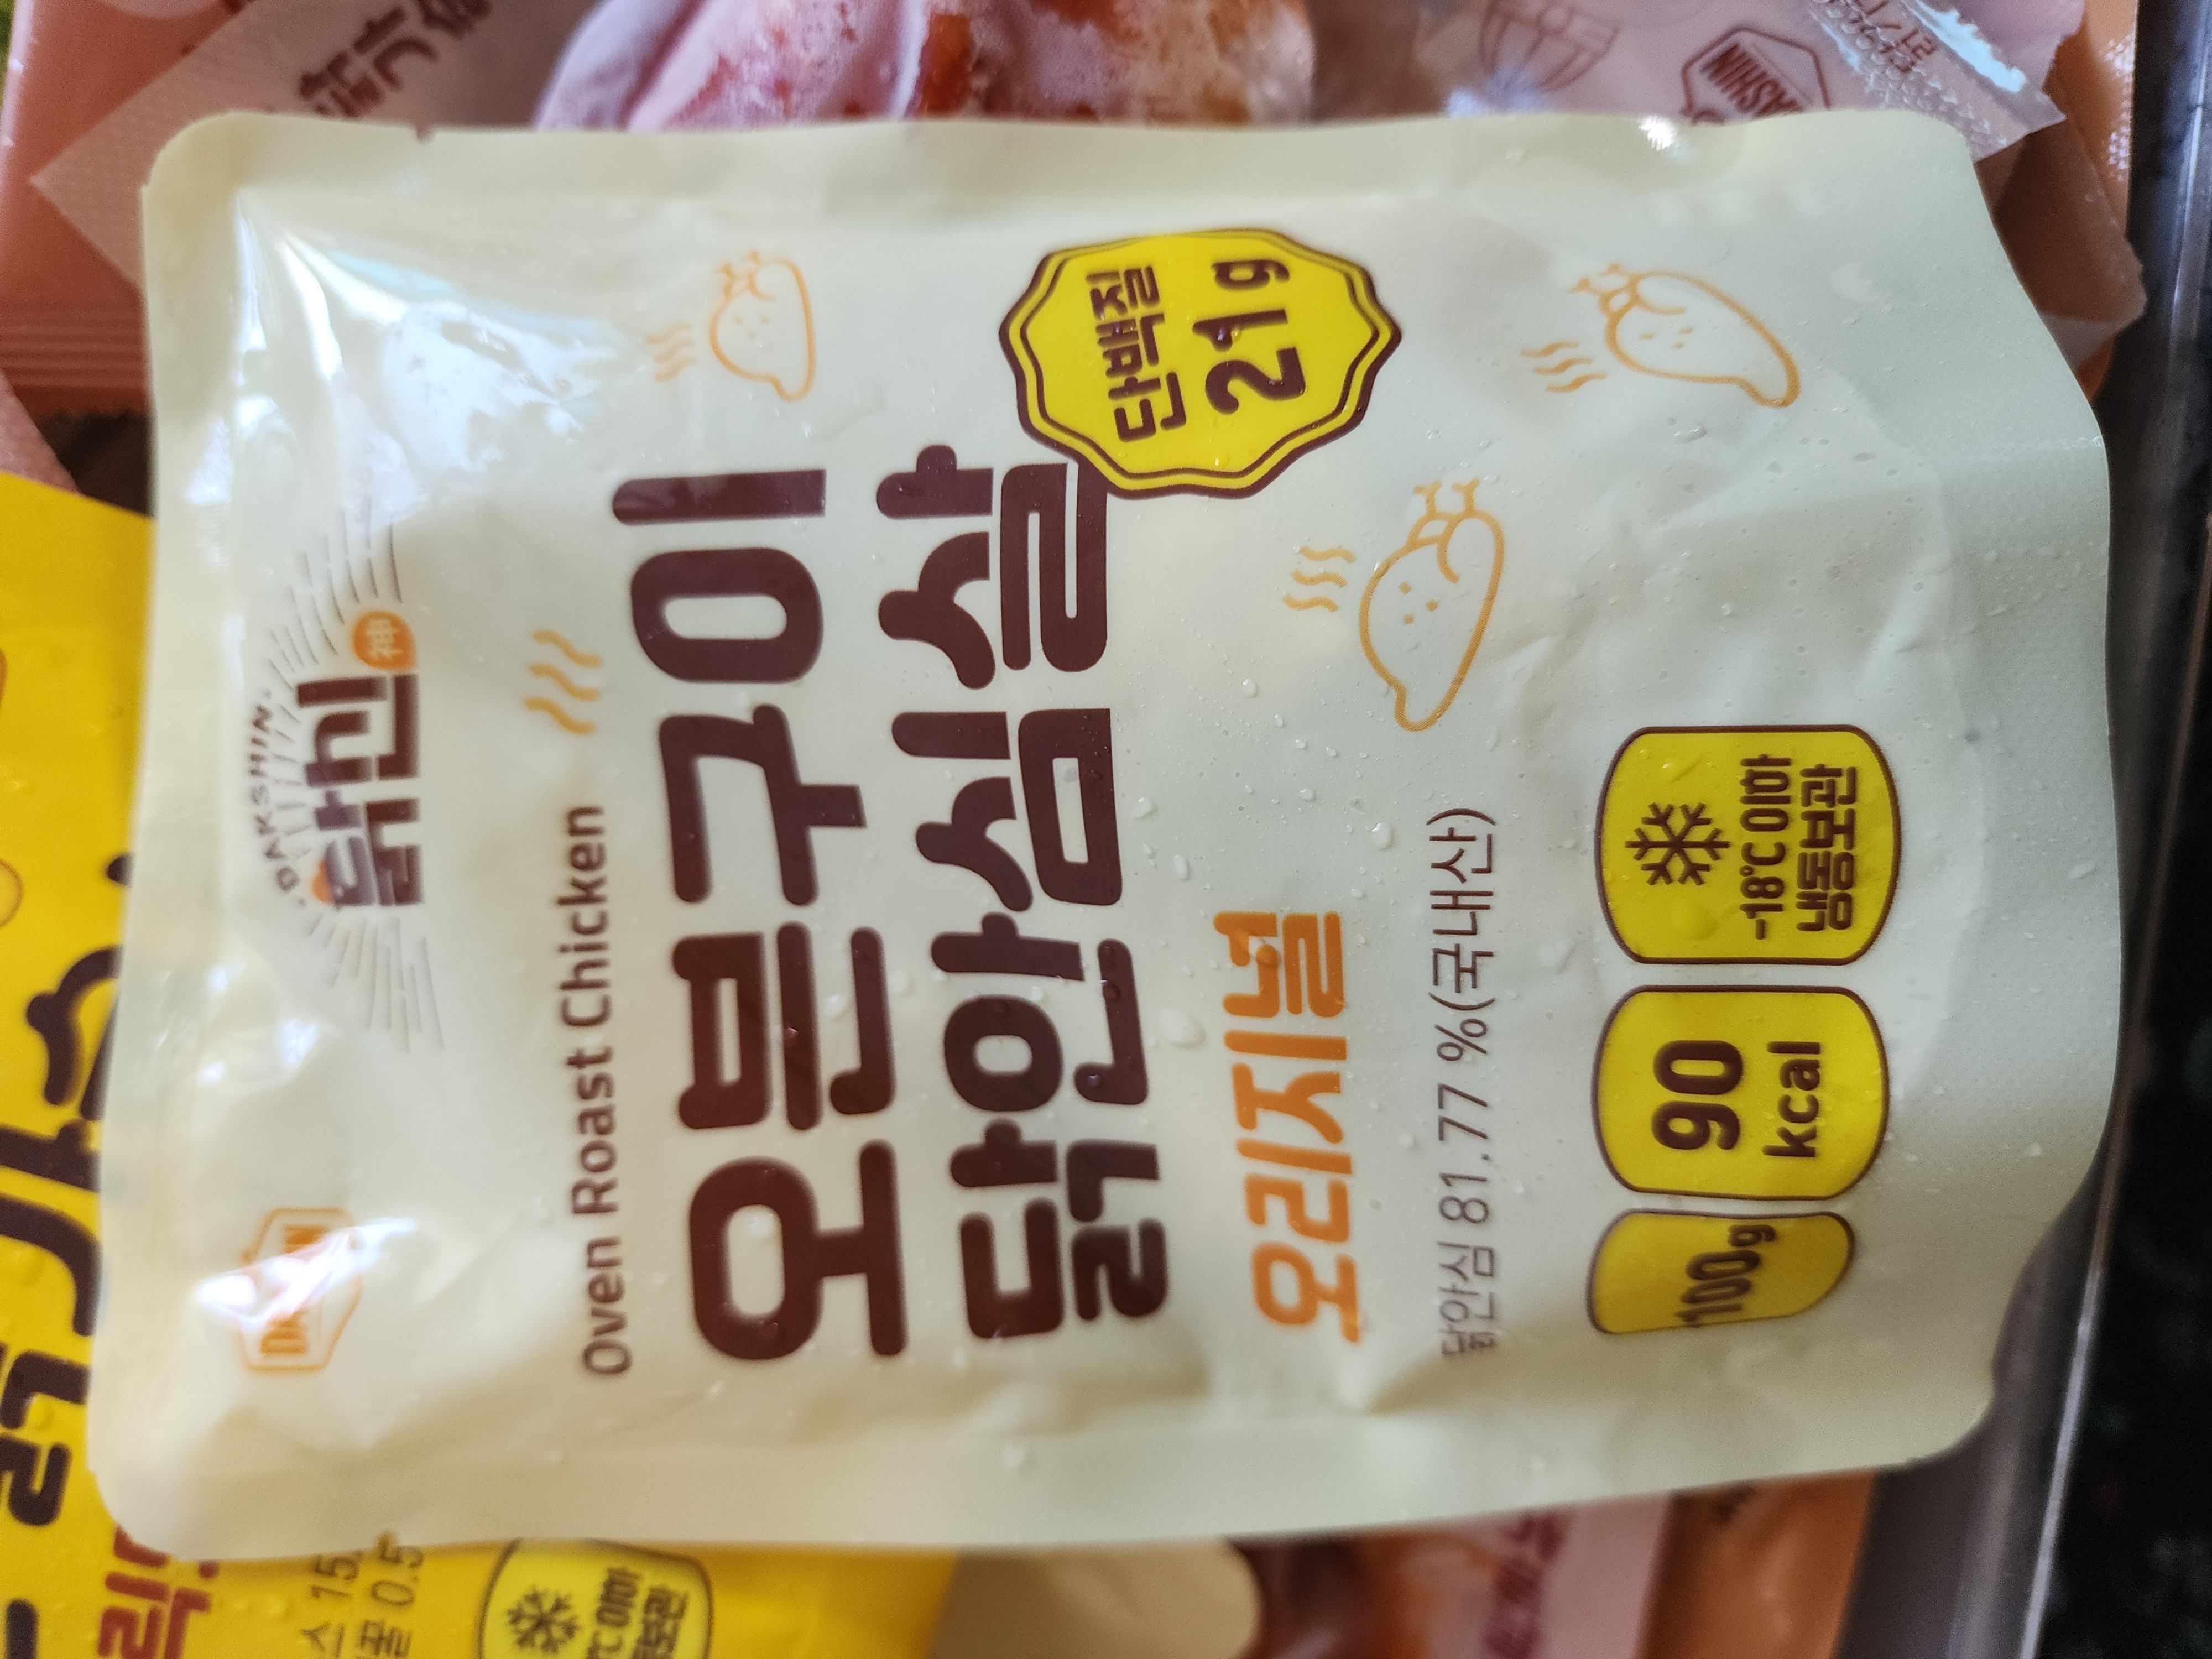 DAKSHIN
닭신
神
Oven Roast Chicken
오븐구이
닭안심살
단백질
21g
오리지널
닭안심 81.77 %(국내산)
100g
90
kcal
-18℃ 이하
냉동보관